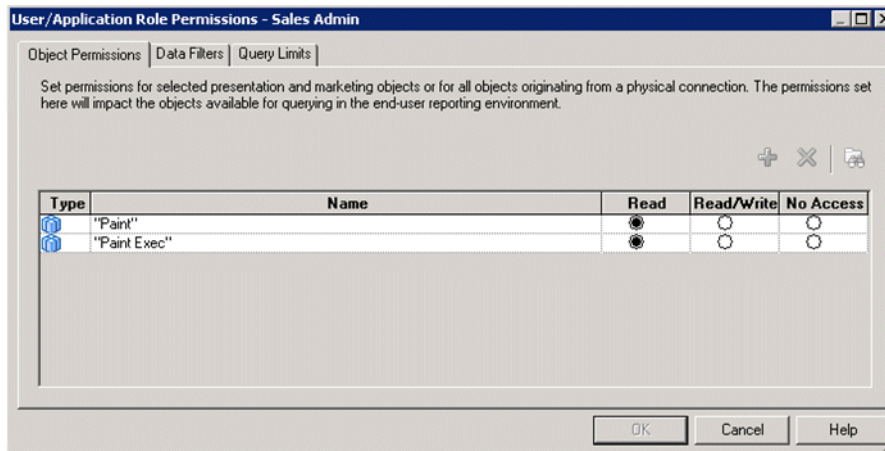 User/Application Role Permissions - Sales Admin
Object Permissions Data Filters Query Limits
Set permissions for selected presentation and marketing objects or for all objects originating from a physical connection. The permissions set
here will impact the objects available for querying in the end-user reporting environment.
Type Name Read Read/Write No Access
"Paint"
"Paint Exec"
OK Cancel Help